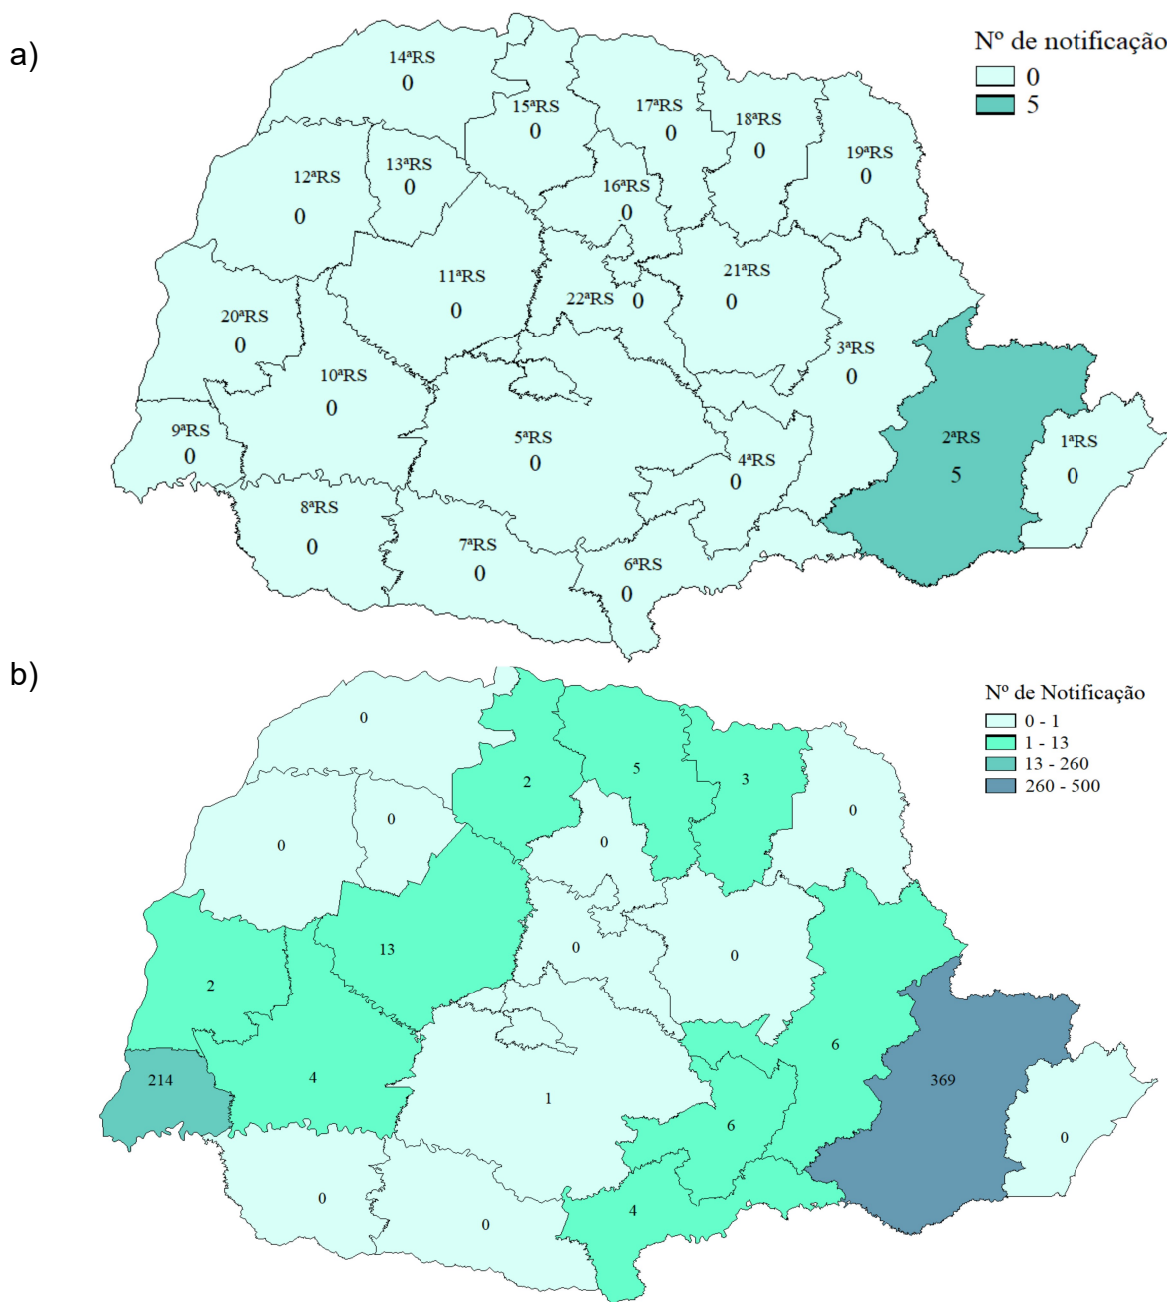 a)
Nº de notificação
0
5
14ªRS
0
15ªRS
0
17ªRS
0
18ªRS
0
19ªRS
0
12ªRS
0
13ªRS
0
16ªRS
0
11ªRS
0
21ªRS
0
22ªRS
0
20ªRS
0
3ªRS
0
10ªRS
0
9ªRS
0
5ªRS
0
4ªRS
0
2ªRS
5
1ªRS
0
8ªRS
0
7ªRS
0
6ªRS
0
b)
Nº de Notificação
0 - 1
1 - 13
13 - 260
260 - 500
0
2
5
3
0
0
0
0
13
0
0
2
6
214
4
1
369
6
0
0
0
4